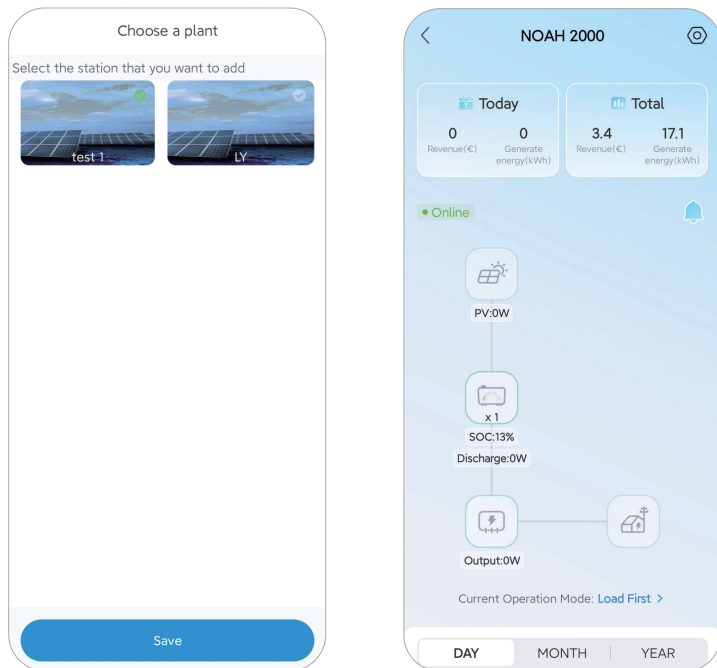 Choose a plant
Select the station that you want to add
test 1
LY
Save
NOAH 2000
Today
0
0
Revenue(€)
Generate
energy(kWh)
Total
3.4
17.1
Revenue(€)
Generate
energy(kWh)
Online
PV:0W
x 1
SOC:13%
Discharge:0W
Output:0W
Current Operation Mode: Load First >
DAY
MONTH
YEAR